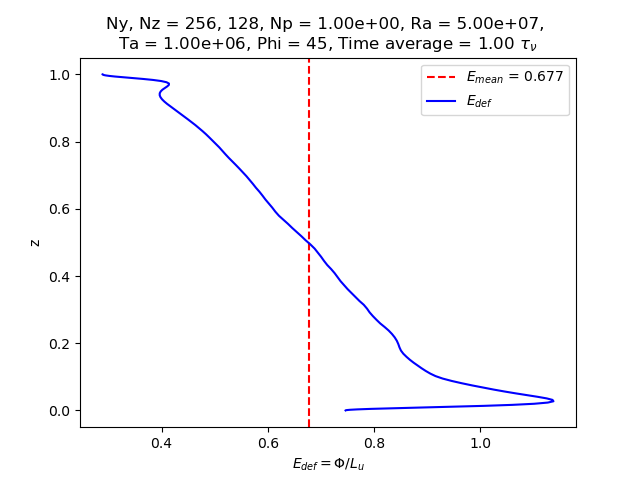 Ny, Nz = 256, 128, Np = 1.00e+00, Ra = 5.00e+07,
Ta = 1.00e+06, Phi = 45, Time average = 1.00 τ_ν
E_mean = 0.677
E_def
1.0
0.8
0.6
0.4
0.2
0.0
z
0.4 0.6 0.8 1.0
E_def = Φ/L_u